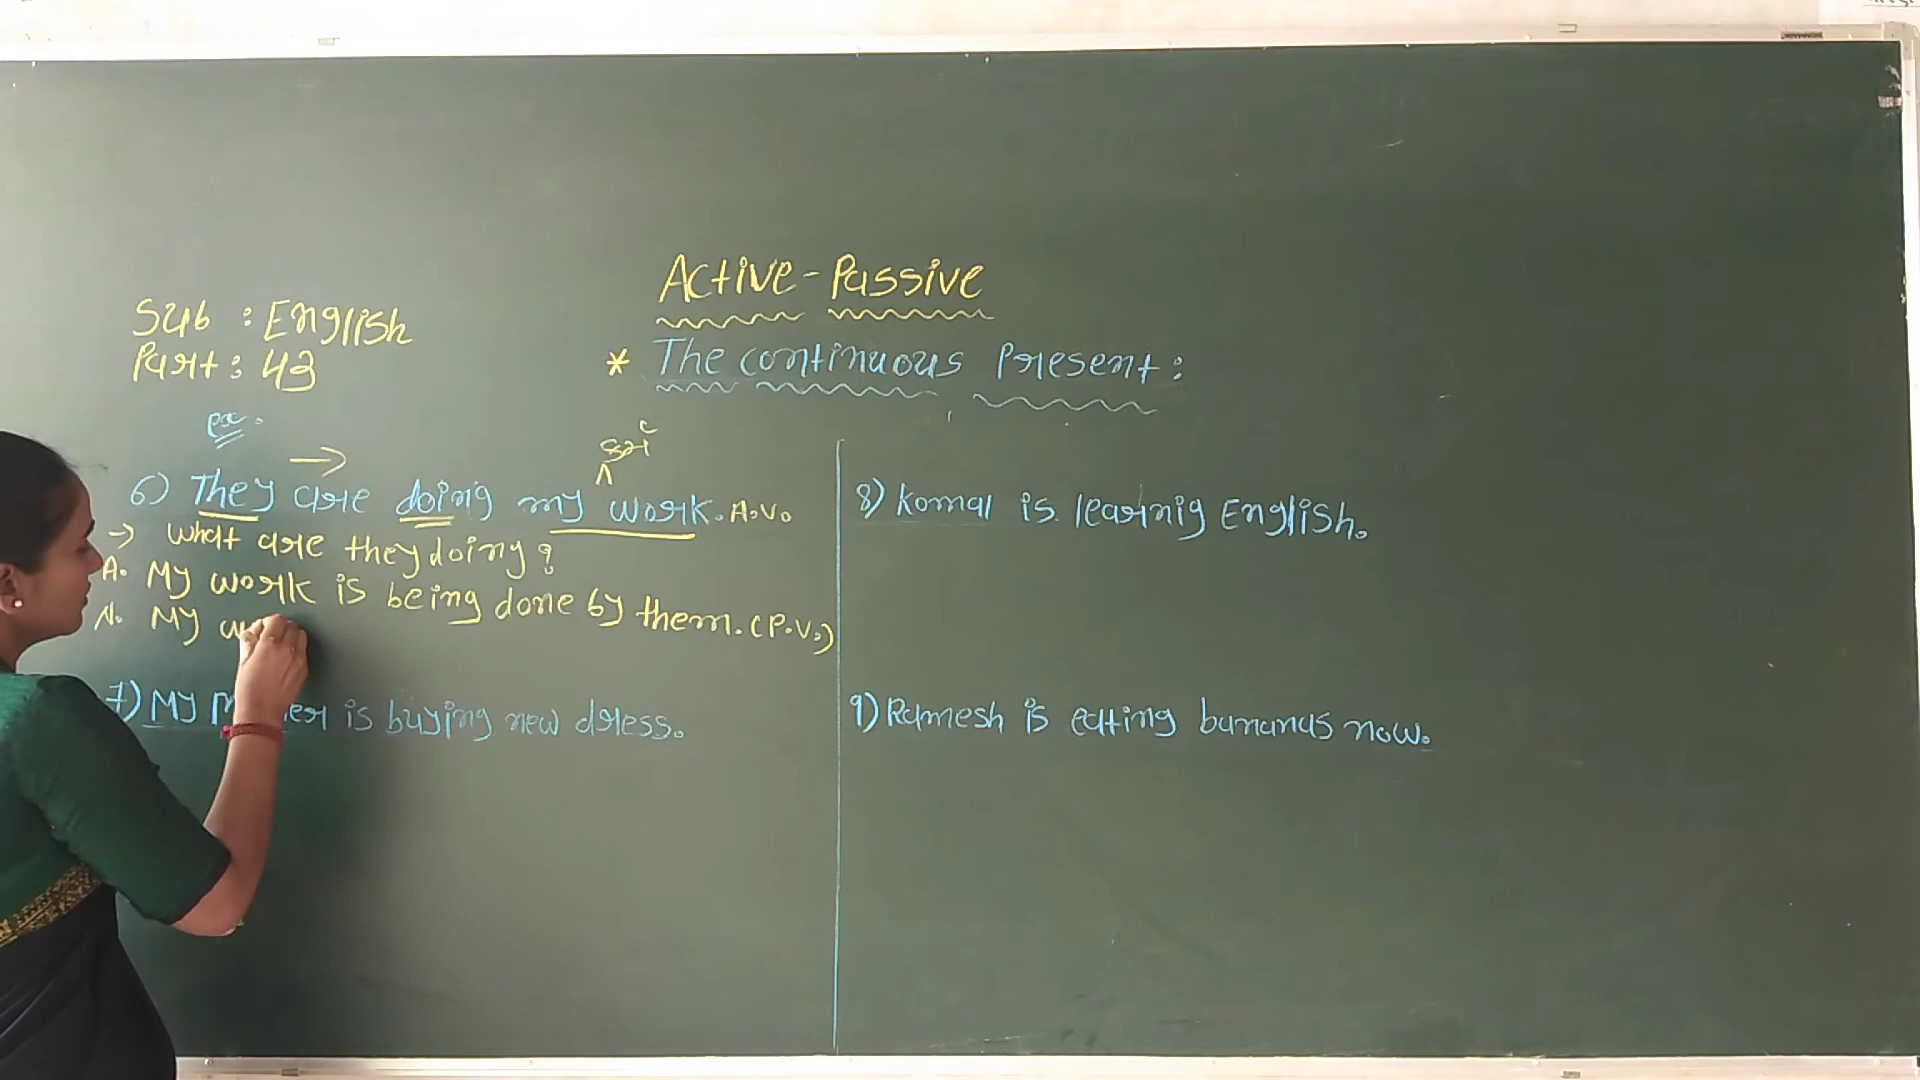 Active-Passive
Sub : English
Part : 43
* The continuous Present :
ex.
કર્મ
6) They are doing my work. A.V.
→ What are they doing?
A. My work is being done by them. (P.V.)
N. My
7) My is buying new dress.
8) Komal is learnig English.
9) Ramesh is eating bananas now.